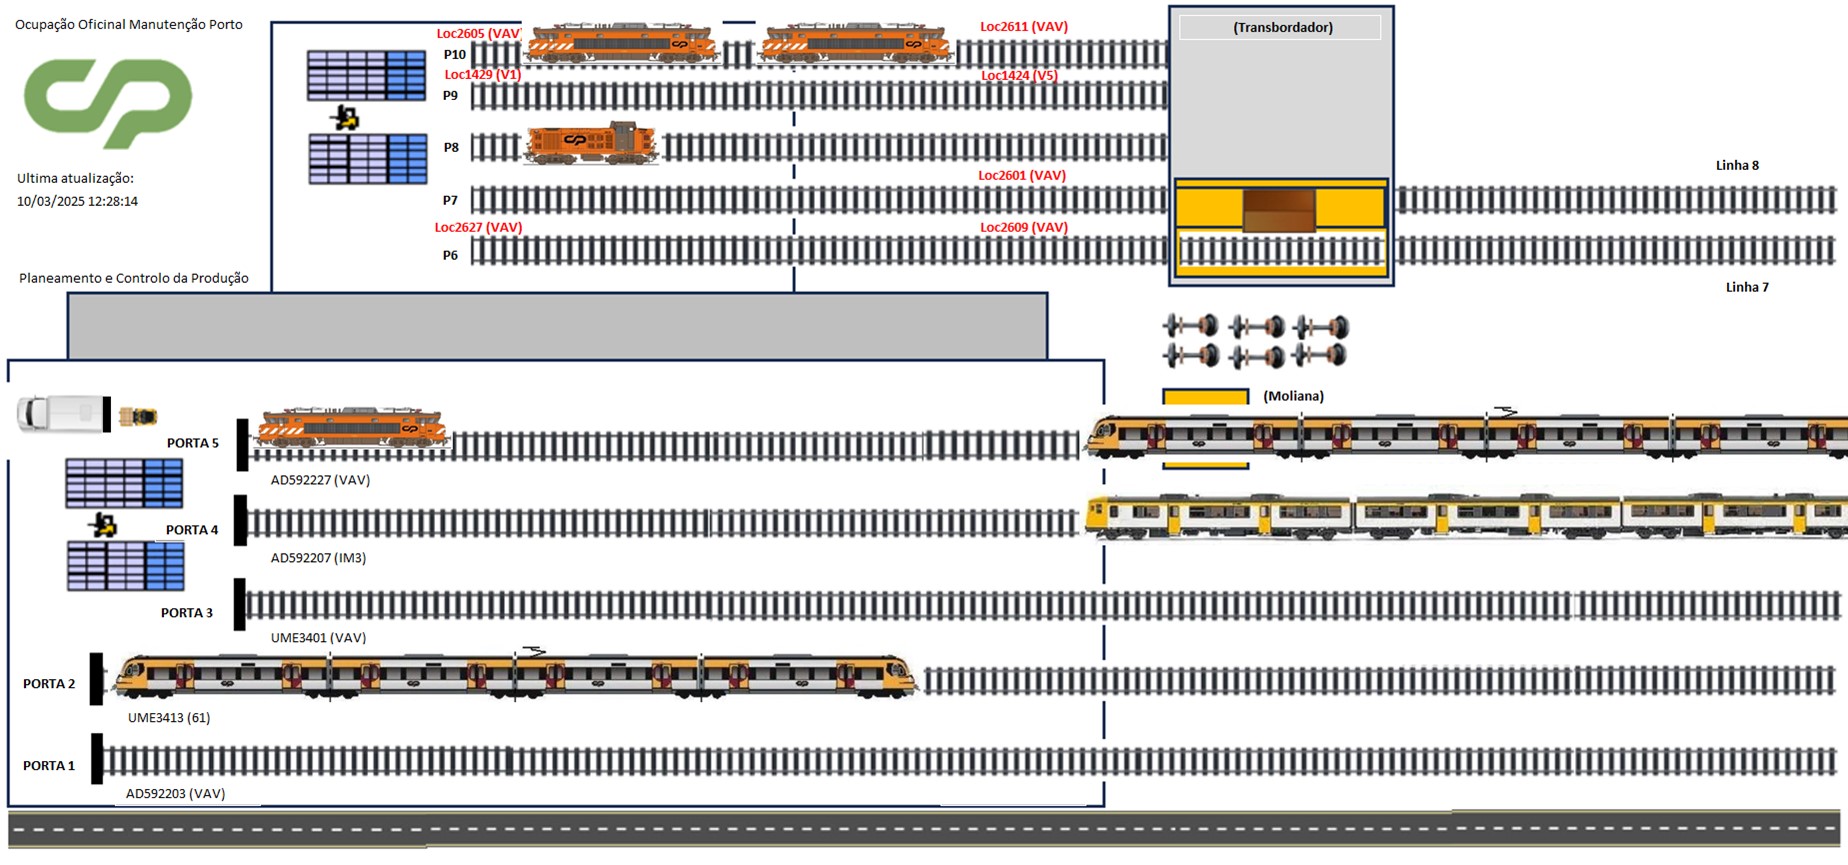 Ocupação Oficinal Manutenção Porto
Ultima atualização:
10/03/2025 12:28:14
Planeamento e Controlo da Produção
Loc2605 (VAV)
Loc2611 (VAV)
P10
Loc1429 (V1)
Loc1424 (V5)
P9
P8
Loc2601 (VAV)
P7
Loc2627 (VAV)
Loc2609 (VAV)
P6
(Transbordador)
Linha 8
Linha 7
(Moliana)
PORTA 5
AD592227 (VAV)
PORTA 4
AD592207 (IM3)
PORTA 3
UME3401 (VAV)
PORTA 2
UME3413 (61)
PORTA 1
AD592203 (VAV)